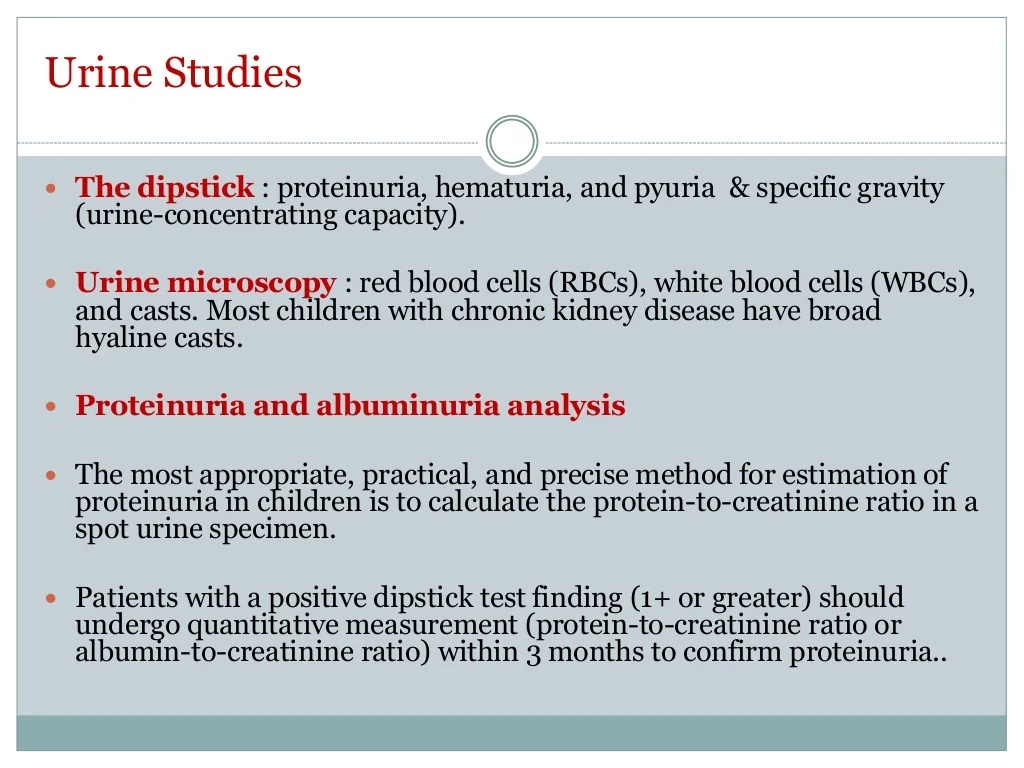 Urine Studies
• The dipstick : proteinuria, hematuria, and pyuria & specific gravity
(urine-concentrating capacity).
• Urine microscopy : red blood cells (RBCs), white blood cells (WBCs),
and casts. Most children with chronic kidney disease have broad
hyaline casts.
• Proteinuria and albuminuria analysis
• The most appropriate, practical, and precise method for estimation of
proteinuria in children is to calculate the protein-to-creatinine ratio in a
spot urine specimen.
• Patients with a positive dipstick test finding (1+ or greater) should
undergo quantitative measurement (protein-to-creatinine ratio or
albumin-to-creatinine ratio) within 3 months to confirm proteinuria..